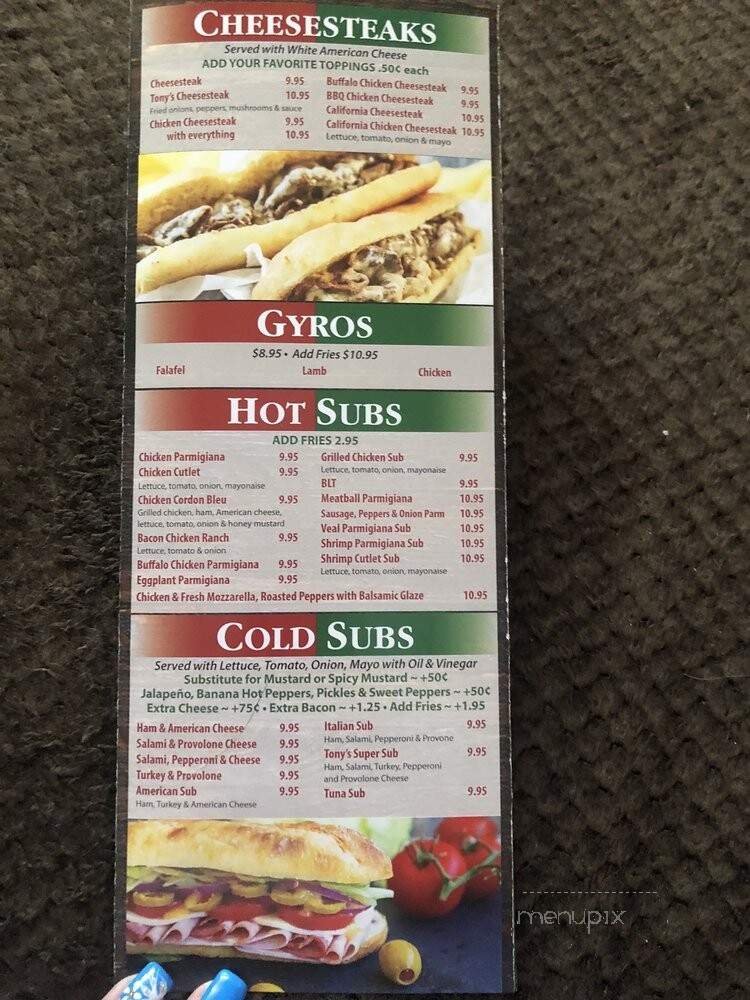 CHEESESTEAKS
Served with White American Cheese
ADD YOUR FAVORITE TOPPINGS .50¢ each
Cheesesteak 9.95
Tony's Cheesesteak 10.95
Fried onions, peppers, mushrooms & sauce
Chicken Cheesesteak 9.95
with everything 10.95
Buffalo Chicken Cheesesteak 9.95
BBQ Chicken Cheesesteak 9.95
California Cheesesteak 10.95
California Chicken Cheesesteak 10.95
Lettuce, tomato, onion & mayo
GYROS
$8.95 • Add Fries $10.95
Falafel Lamb Chicken
HOT SUBS
ADD FRIES 2.95
Chicken Parmigiana 9.95
Chicken Cutlet 9.95
Lettuce, tomato, onion, mayonaise
Chicken Cordon Bleu 9.95
Grilled chicken, ham, American cheese,
lettuce, tomato, onion & honey mustard
Bacon Chicken Ranch 9.95
Lettuce, tomato & onion
Buffalo Chicken Parmigiana 9.95
Eggplant Parmigiana 9.95
Grilled Chicken Sub 9.95
Lettuce, tomato, onion, mayonaise
BLT 9.95
Meatball Parmigiana 10.95
Sausage, Peppers & Onion Parm 10.95
Veal Parmigiana Sub 10.95
Shrimp Parmigiana Sub 10.95
Shrimp Cutlet Sub 10.95
Lettuce, tomato, onion, mayonaise
Chicken & Fresh Mozzarella, Roasted Peppers with Balsamic Glaze 10.95
COLD SUBS
Served with Lettuce, Tomato, Onion, Mayo with Oil & Vinegar
Substitute for Mustard or Spicy Mustard ~ +50¢
Jalapeño, Banana Hot Peppers, Pickles & Sweet Peppers ~ +50¢
Extra Cheese ~ +75¢ • Extra Bacon ~ +1.25 • Add Fries ~ +1.95
Ham & American Cheese 9.95
Salami & Provolone Cheese 9.95
Salami, Pepperoni & Cheese 9.95
Turkey & Provolone 9.95
American Sub 9.95
Ham, Turkey & American Cheese
Italian Sub 9.95
Ham, Salami, Pepperoni & Provone
Tony's Super Sub 9.95
Ham, Salami, Turkey, Pepperoni
and Provolone Cheese
Tuna Sub 9.95
menupix